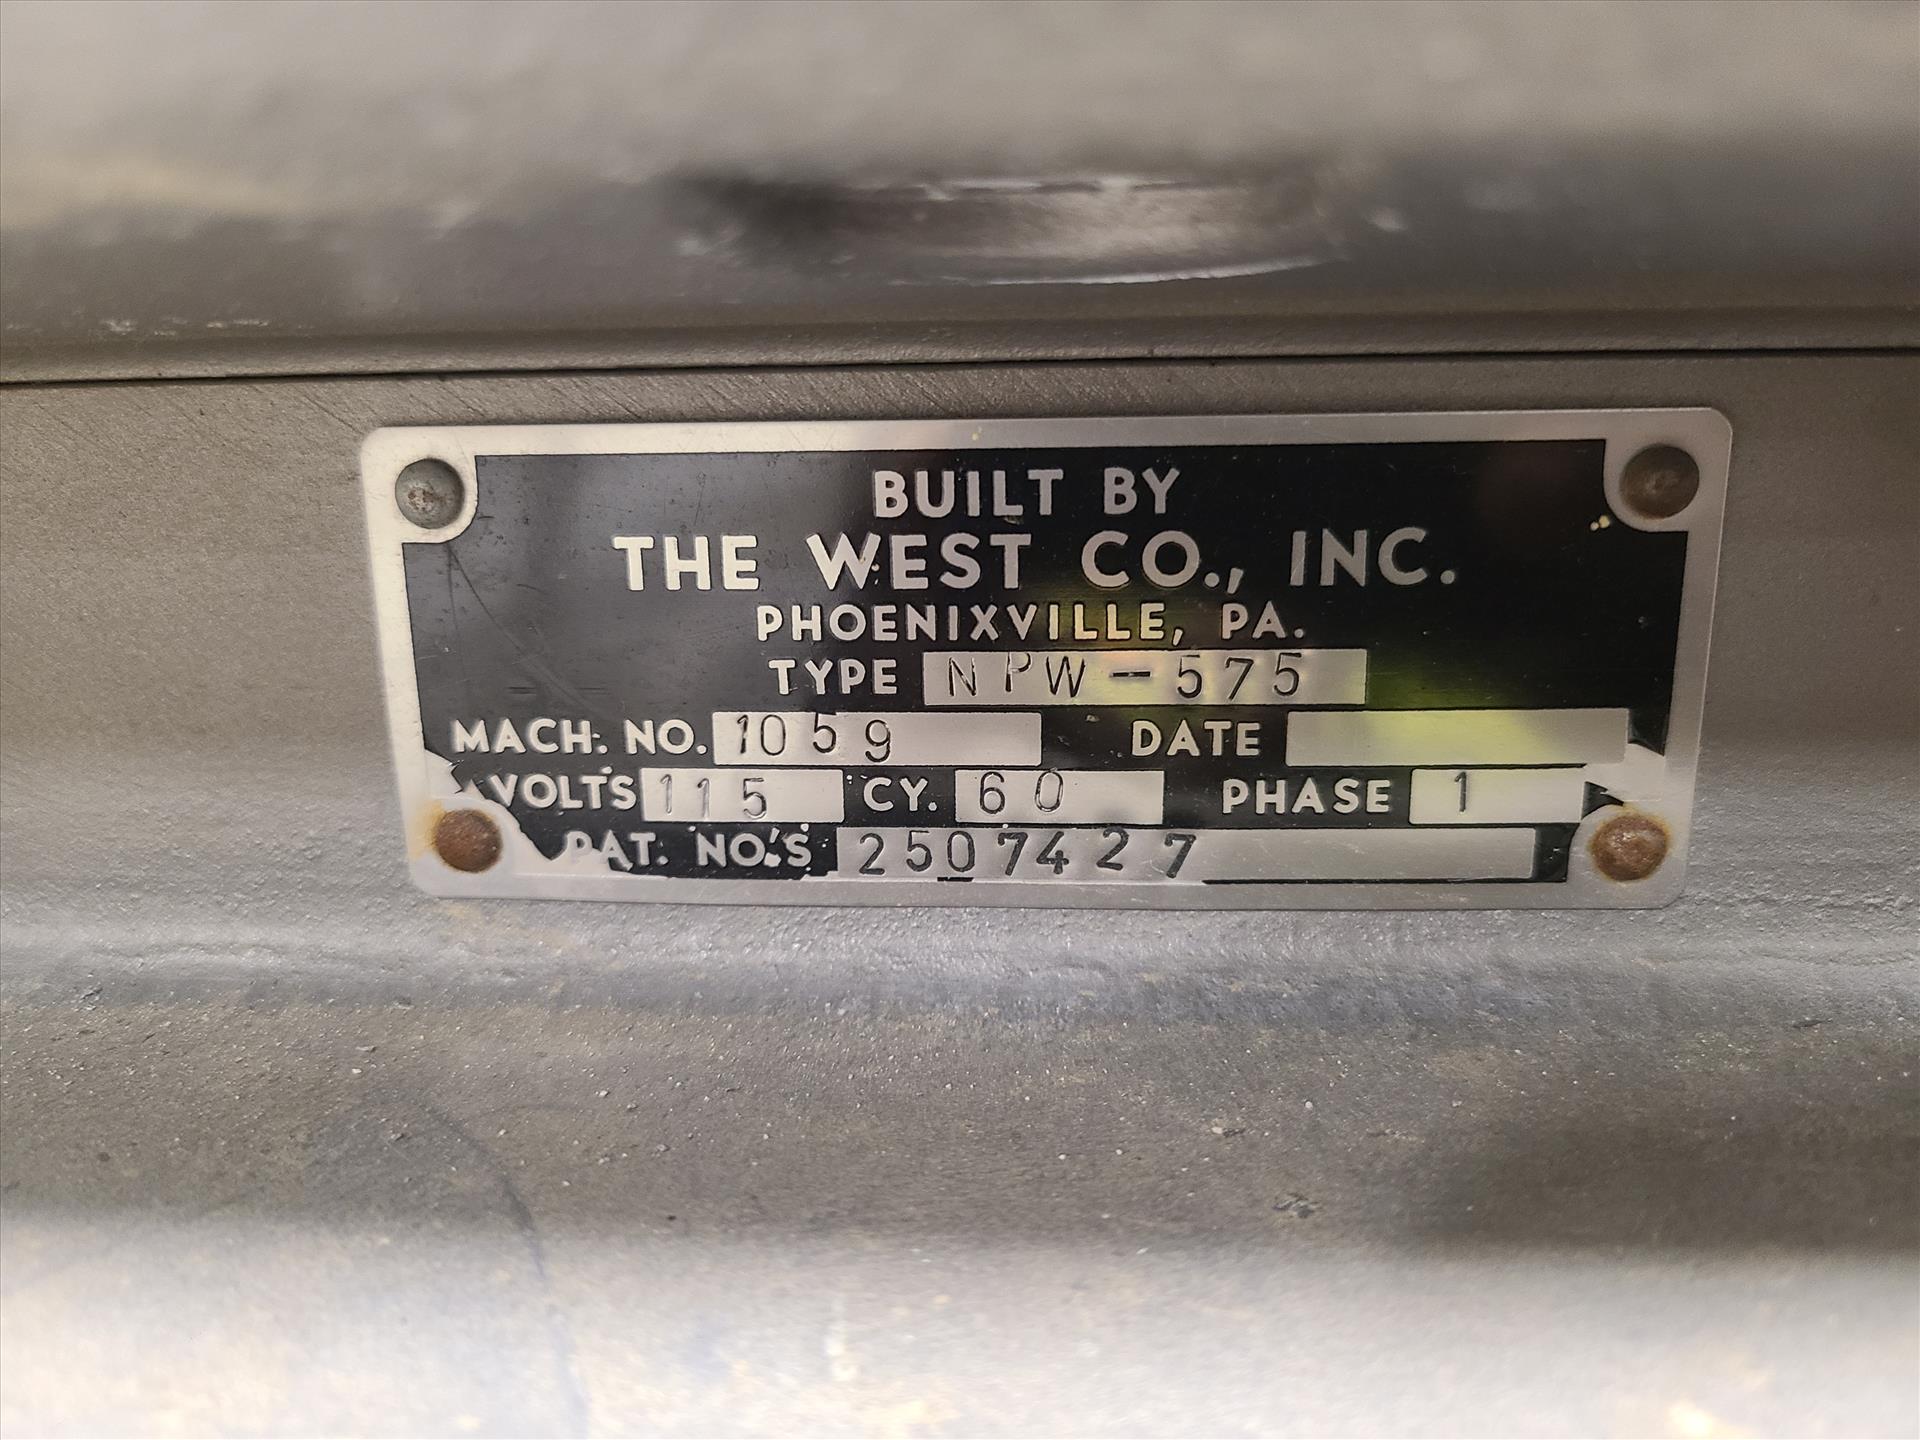 BUILT BY
THE WEST CO., INC.
PHOENIXVILLE, PA.
TYPE NPW-575
MACH. NO. 1059 DATE
VOLTS 115 CY. 60 PHASE 1
PAT. NO.'S 2507427